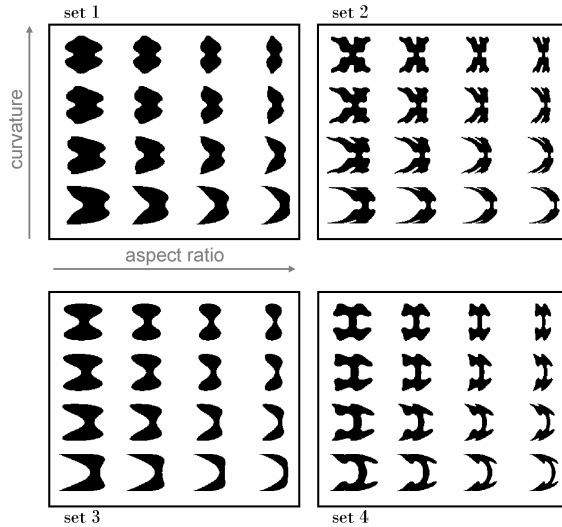 set 1
set 2
curvature
aspect ratio
set 3
set 4